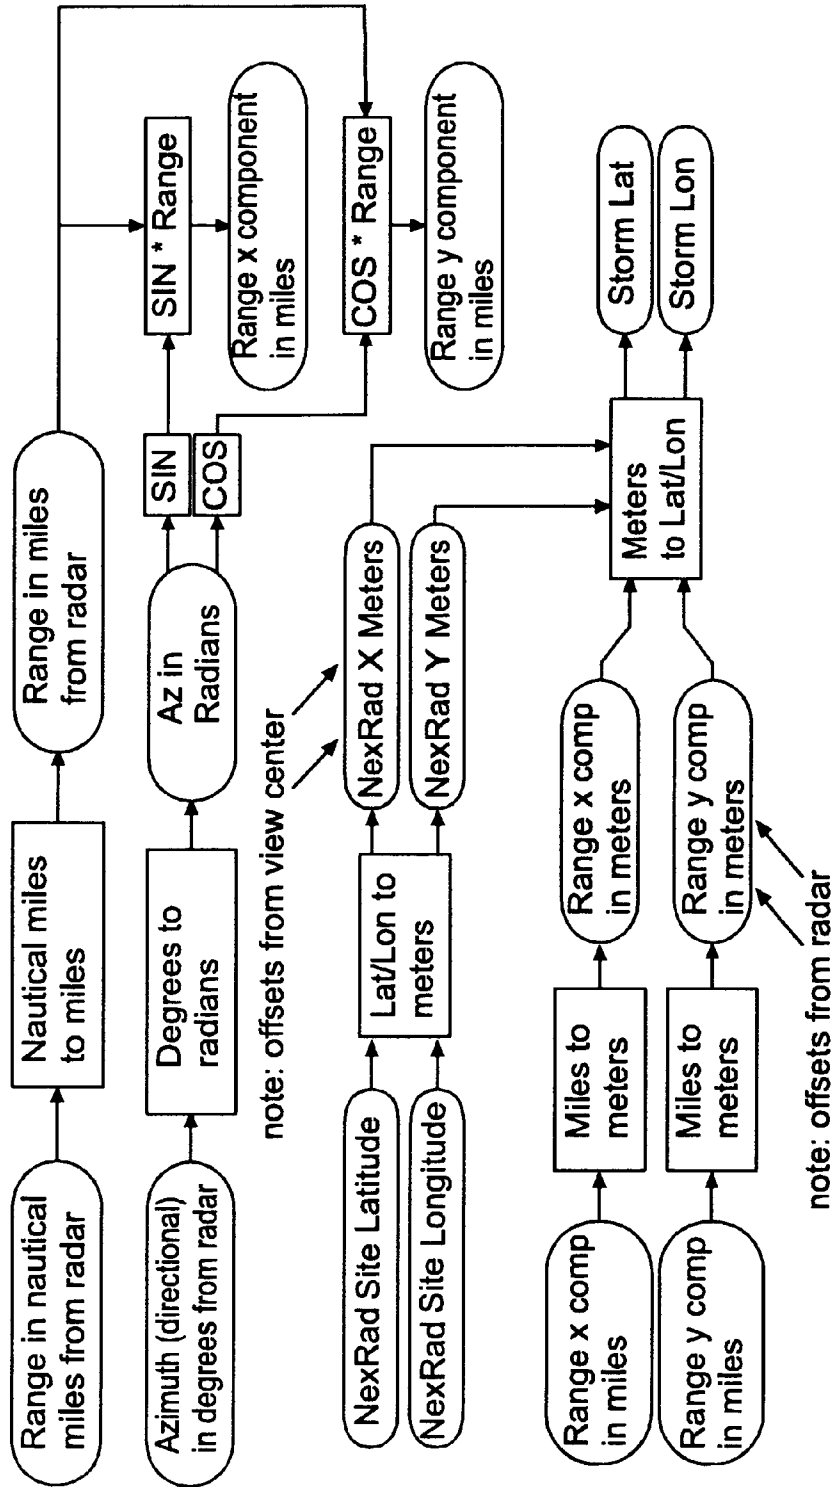 Range in nautical
miles from radar
Nautical miles
to miles
Range in miles
from radar
Azimuth (directional)
in degrees from radar
Degrees to
radians
Az in
Radians
SIN
COS
SIN * Range
Range x component
in miles
COS * Range
Range y component
in miles
note: offsets from view center
NexRad Site Latitude
NexRad Site Longitude
Lat/Lon to
meters
NexRad X Meters
NexRad Y Meters
Range x comp
in miles
Miles to
meters
Range x comp
in meters
Range y comp
in miles
Miles to
meters
Range y comp
in meters
Meters
to Lat/Lon
Storm Lat
Storm Lon
note: offsets from radar